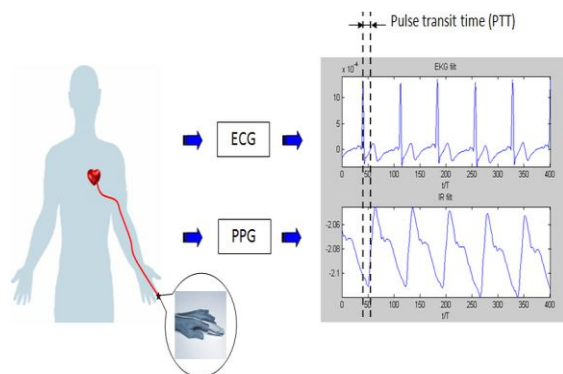 Pulse transit time (PTT)
EKG filt
x 10⁻⁴
10
5
0
0 50 100 150 200 250 300 350 400
t/T
ECG
IR filt
-2.06
-2.08
-2.1
0 50 100 150 200 250 300 350 400
t/T
PPG